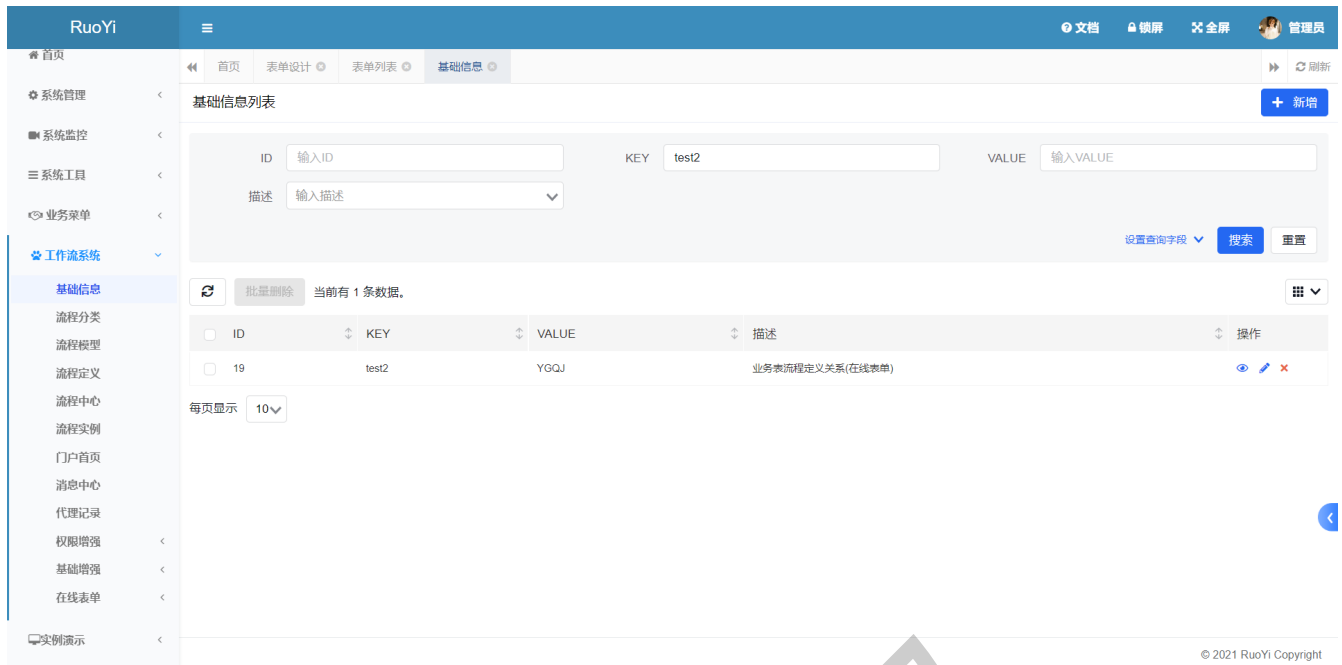 RuoYi
文档 锁屏 全屏 管理员
首页
系统管理
系统监控
系统工具
业务菜单
工作流系统
基础信息
流程分类
流程模型
流程定义
流程中心
流程实例
门户首页
消息中心
代理记录
权限增强
基础增强
在线表单
实例演示
首页 表单设计 表单列表 基础信息 刷新
基础信息列表 + 新增
ID 输入ID KEY test2 VALUE 输入VALUE
描述 输入描述
设置查询字段 搜索 重置
批量删除 当前有 1 条数据。
ID KEY VALUE 描述 操作
19 test2 YGQJ 业务表流程定义关系(在线表单)
每页显示 10
© 2021 RuoYi Copyright